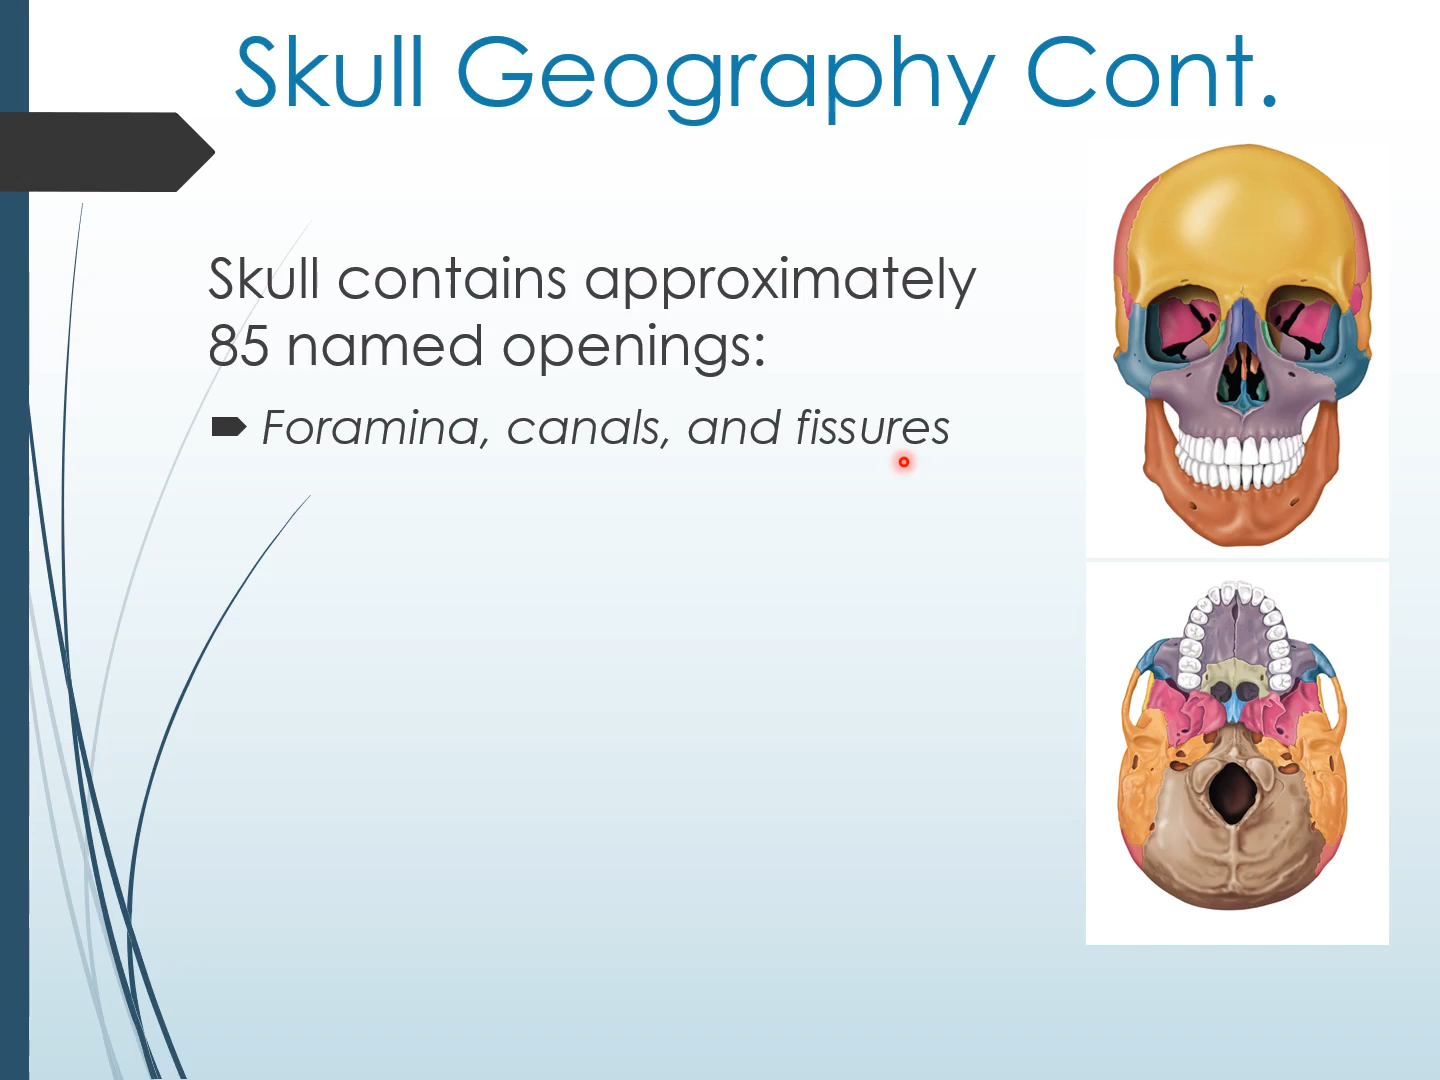 Skull Geography Cont.
Skull contains approximately
85 named openings:
Foramina, canals, and fissures